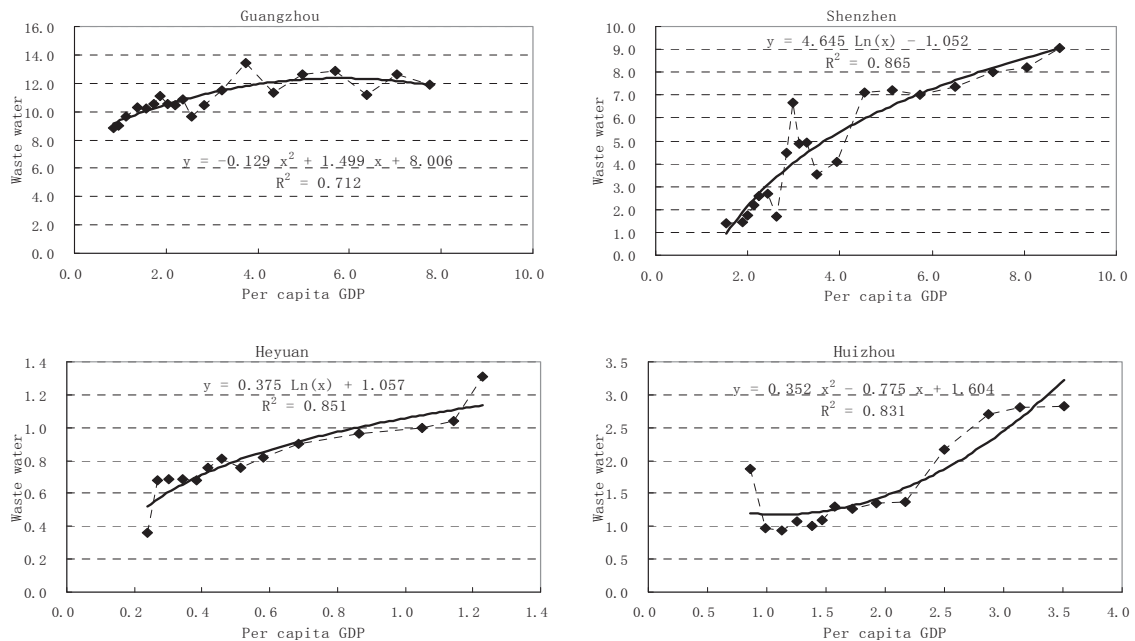 Guangzhou
16.0
14.0
12.0
10.0
8.0
6.0
4.0
2.0
0.0
Waste water
y = -0.129 x² + 1.499 x + 8.006
R² = 0.712
0.0 2.0 4.0 6.0 8.0 10.0
Per capita GDP
Shenzhen
10.0
9.0
8.0
7.0
6.0
5.0
4.0
3.0
2.0
1.0
0.0
Waste water
y = 4.645 Ln(x) - 1.052
R² = 0.865
0.0 2.0 4.0 6.0 8.0 10.0
Per capita GDP
Heyuan
1.4
1.2
1.0
0.8
0.6
0.4
0.2
0.0
Waste water
y = 0.375 Ln(x) + 1.057
R² = 0.851
0.0 0.2 0.4 0.6 0.8 1.0 1.2 1.4
Per capita GDP
Huizhou
3.5
3.0
2.5
2.0
1.5
1.0
0.5
0.0
Waste water
y = 0.352 x² - 0.775 x + 1.604
R² = 0.831
0.0 0.5 1.0 1.5 2.0 2.5 3.0 3.5 4.0
Per capita GDP